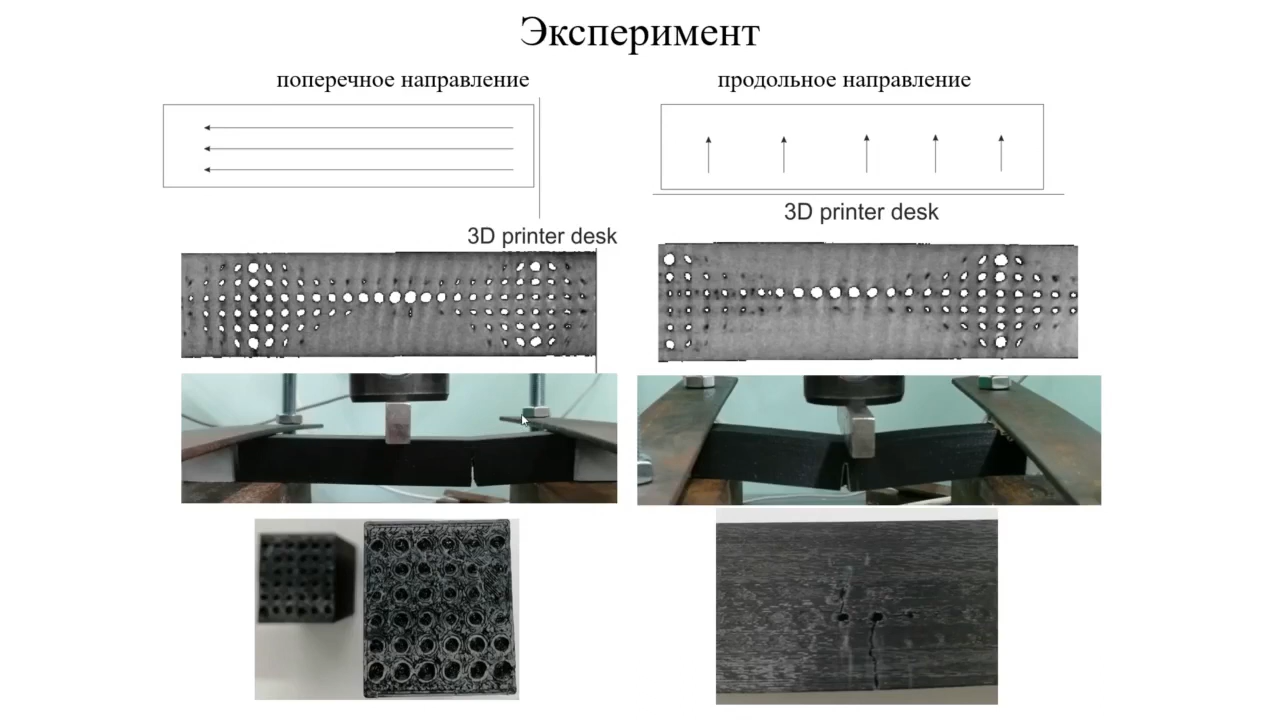 Эксперимент
поперечное направление
продольное направление
3D printer desk
3D printer desk